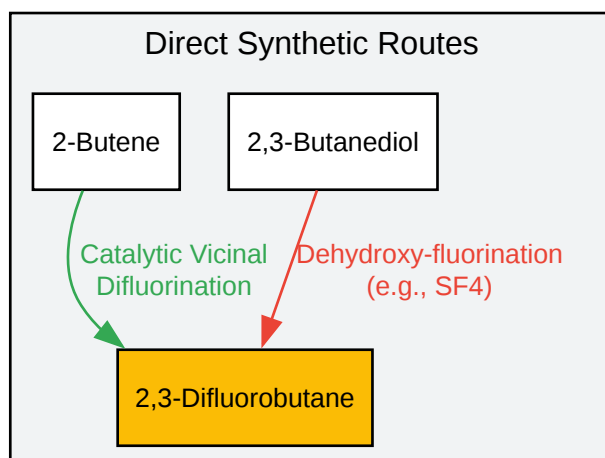 Direct Synthetic Routes
2-Butene
2,3-Butanediol
Catalytic Vicinal
Difluorination
Dehydroxy-fluorination
(e.g., SF4)
2,3-Difluorobutane